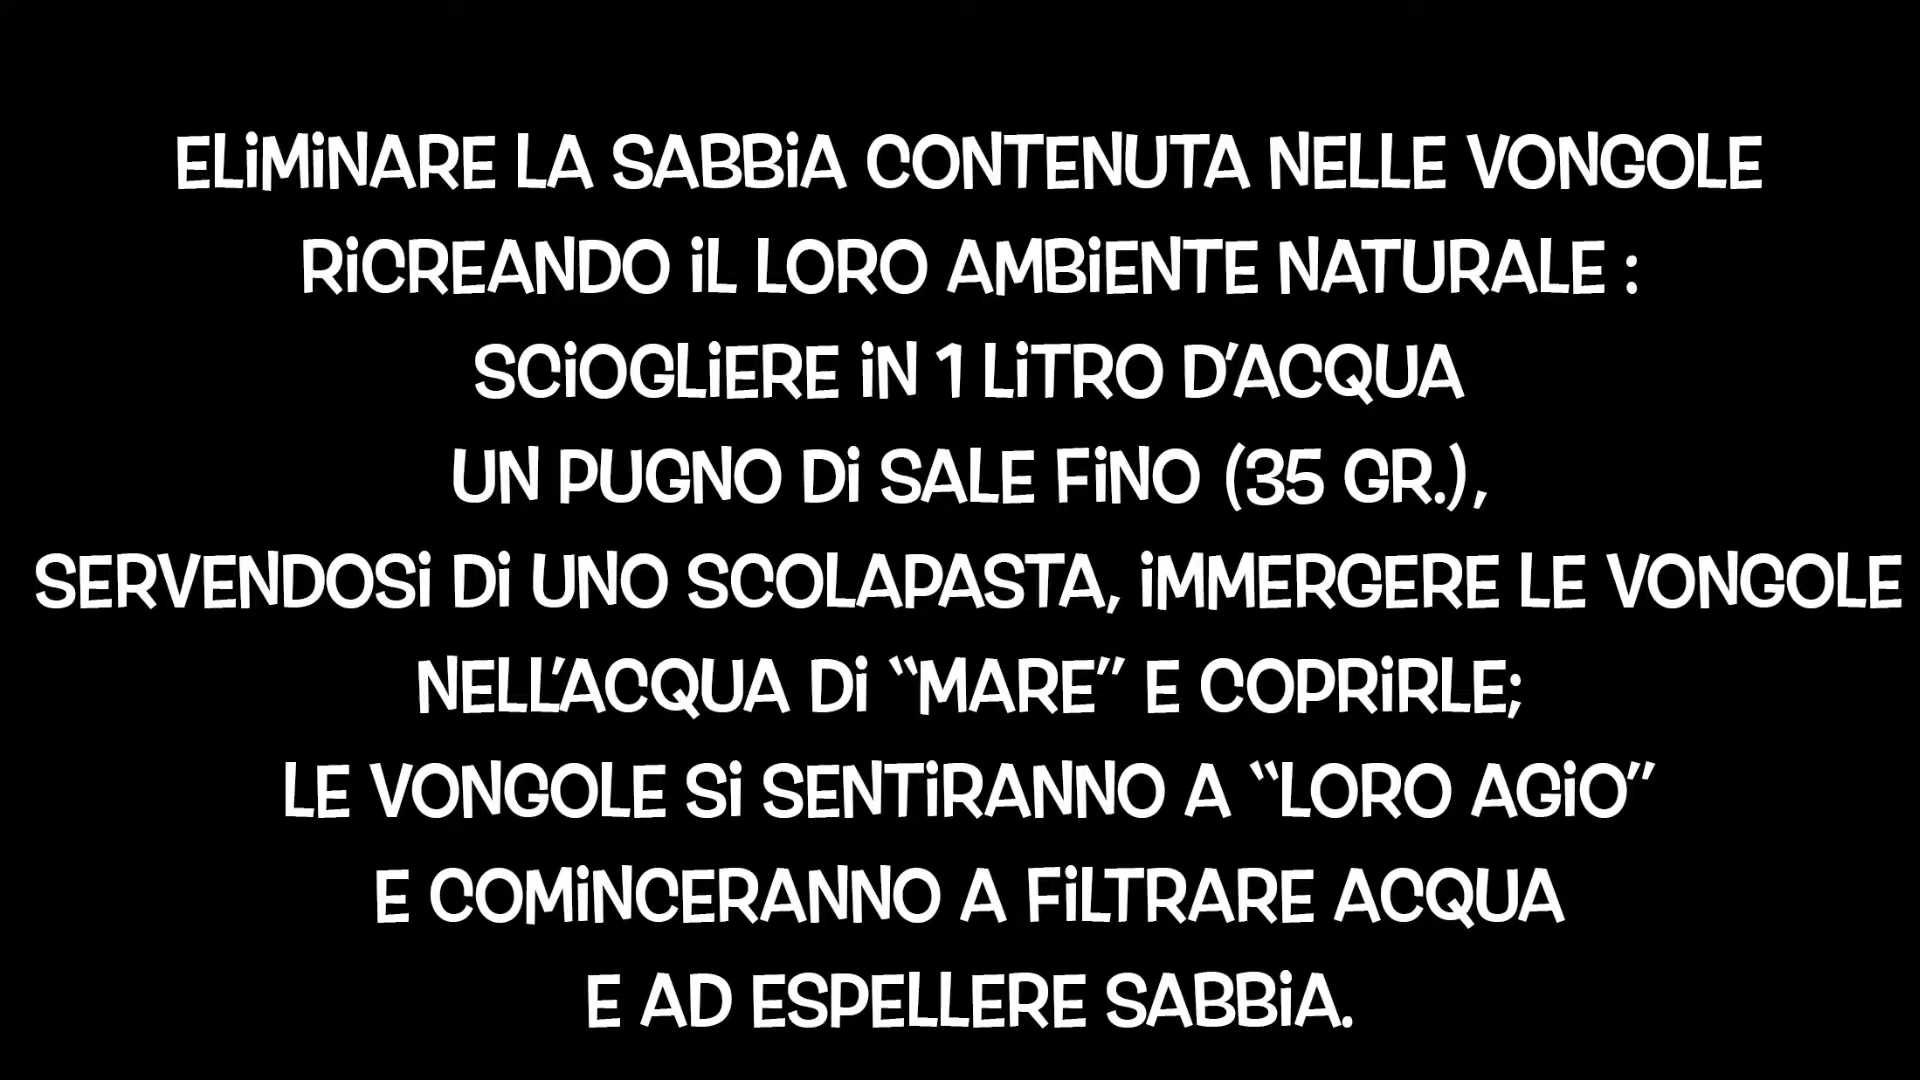 ELiMiNARE LA SABBiA CONTENUTA NELLE VONGOLE
RiCREANDO iL LORO AMBiENTE NATURALE :
SCiOGLiERE iN 1 LiTRO D'ACQUA
UN PUGNO Di SALE FiNO (35 GR.),
SERVENDOSi Di UNO SCOLAPASTA, iMMERGERE LE VONGOLE
NELL'ACQUA Di “MARE” E COPRiRLE;
LE VONGOLE Si SENTiRANNO A “LORO AGiO”
E COMiNCERANNO A FiLTRARE ACQUA
E AD ESPELLERE SABBiA.